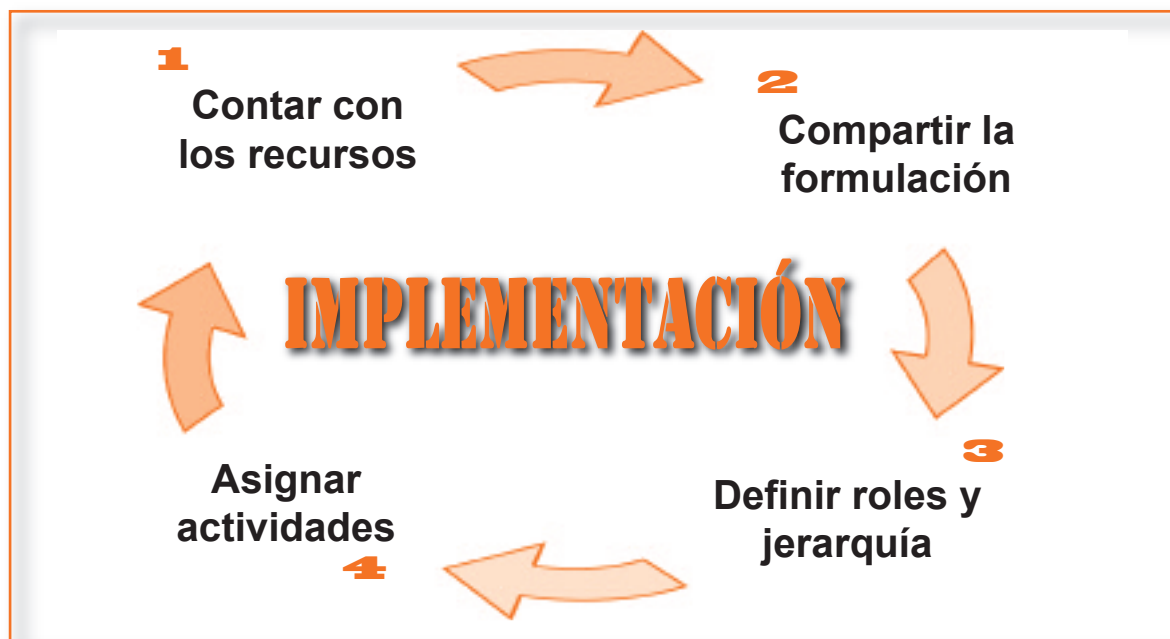 1
Contar con
los recursos
2
Compartir la
formulación
IMPLEMENTACIÓN
3
Definir roles y
jerarquía
Asignar
actividades
4